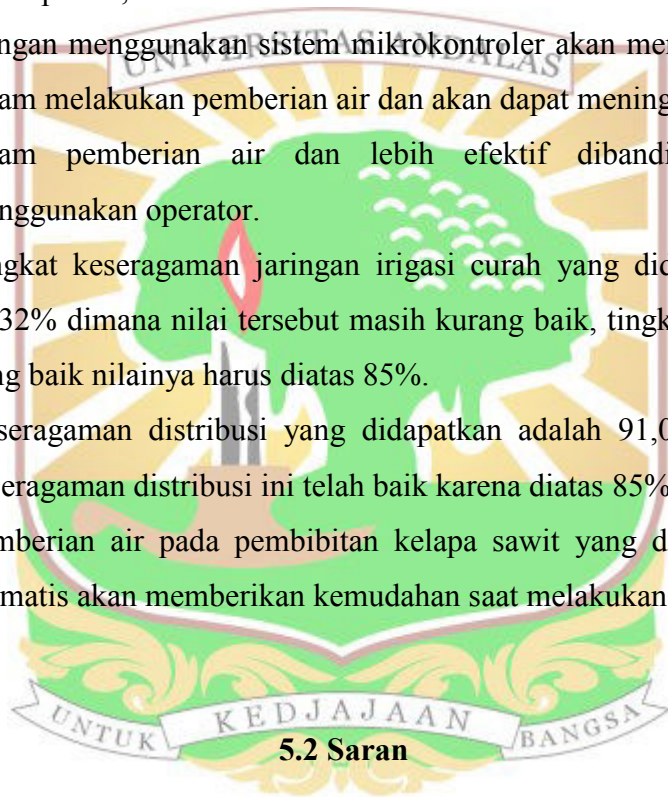 ngan menggunakan sistem mikrokontroler akan mer
UNIVERSITAS ANDALAS
am melakukan pemberian air dan akan dapat mening
am pemberian air dan lebih efektif dibandi
nggunakan operator.
ngkat keseragaman jaringan irigasi curah yang did
32% dimana nilai tersebut masih kurang baik, tingk
ng baik nilainya harus diatas 85%.
seragaman distribusi yang didapatkan adalah 91,0
eragaman distribusi ini telah baik karena diatas 85%
mberian air pada pembibitan kelapa sawit yang d
matis akan memberikan kemudahan saat melakukan
UNTUK KEDJAJAAN BANGSA
5.2 Saran